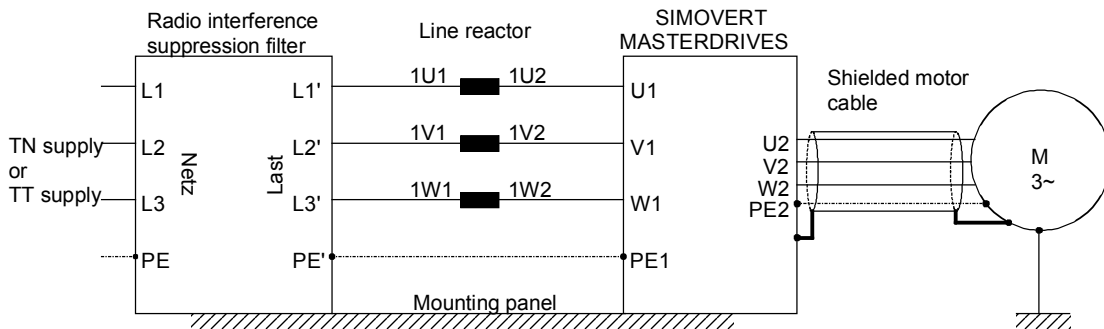 Radio interference
suppression filter
Line reactor
SIMOVERT
MASTERDRIVES
Shielded motor
cable
TN supply
or
TT supply
L1
L2
L3
PE
Netz
Last
L1'
L2'
L3'
PE'
1U1
1U2
1V1
1V2
1W1
1W2
U1
V1
W1
PE1
U2
V2
W2
PE2
M
3~
Mounting panel